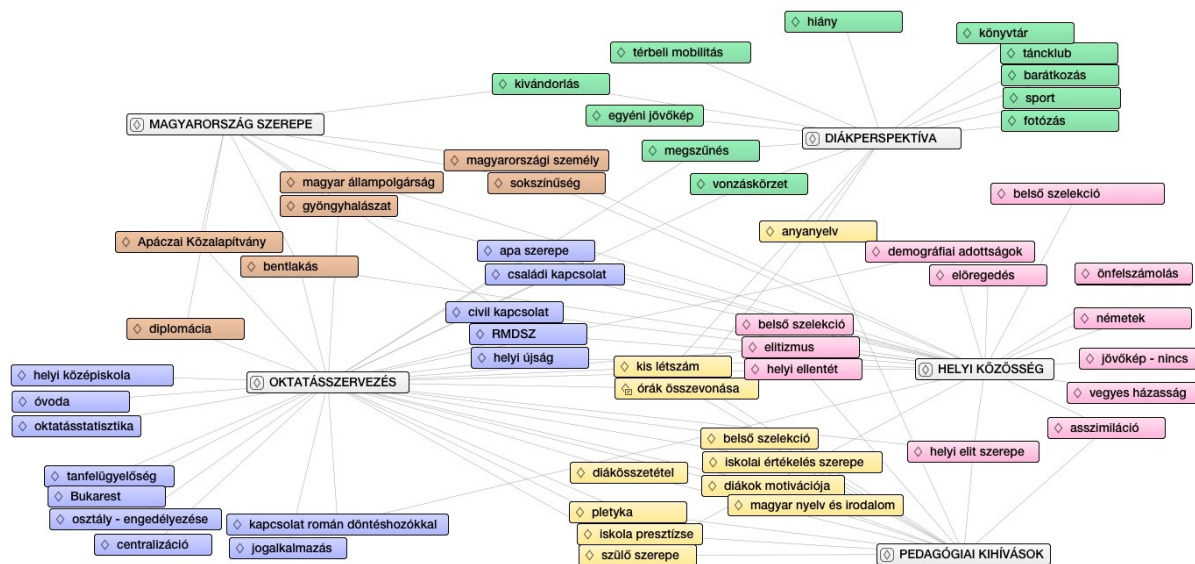 hiány
könyvtár
térbeli mobilitás
táncklub
barátkozás
kivándorlás
sport
egyéni jövőkép
fotózás
MAGYARORSZÁG SZEREPE
DIÁKPERSPEKTÍVA
megszűnés
magyarországi személy
magyar állampolgárság
sokszínűség
vonzáskörzet
belső szelekció
gyöngyhalászat
anyanyelv
Apáczai Közalapítvány
apa szerepe
demográfiai adottságok
bentlakás
családi kapcsolat
elöregedés
önfelszámolás
civil kapcsolat
diplomácia
RMDSZ
belső szelekció
németek
elitizmus
helyi újság
jövőkép - nincs
kis létszám
helyi ellentét
HELYI KÖZÖSSÉG
helyi középiskola
OKTATÁSSZERVEZÉS
órák összevonása
vegyes házasság
óvoda
oktatásstatisztika
asszimiláció
belső szelekció
helyi elit szerepe
iskolai értékelés szerepe
diákösszetétel
tanfelügyelőség
diákok motivációja
Bukarest
magyar nyelv és irodalom
pletyka
osztály - engedélyezése
kapcsolat román döntéshozókkal
iskola presztízse
centralizáció
jogalkalmazás
szülő szerepe
PEDAGÓGIAI KIHÍVÁSOK